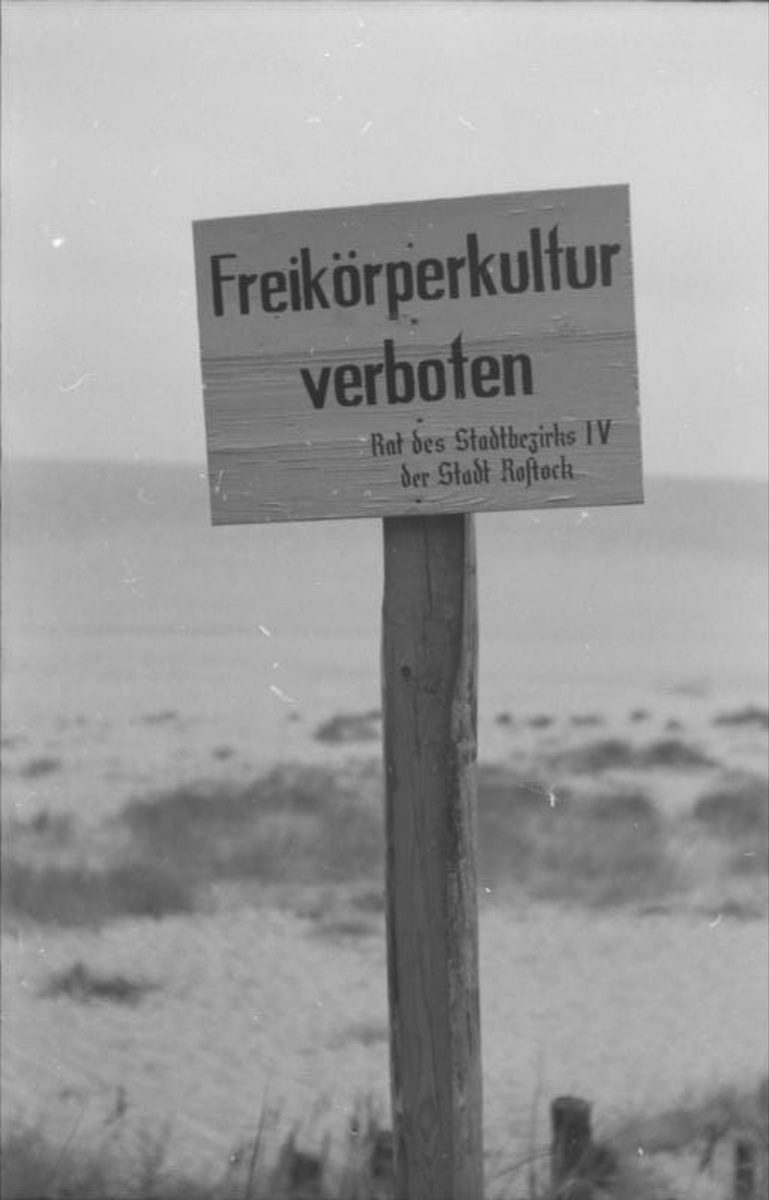 Freikörperkultur
verboten
Rat des Stadtbezirks IV
der Stadt Roſtock